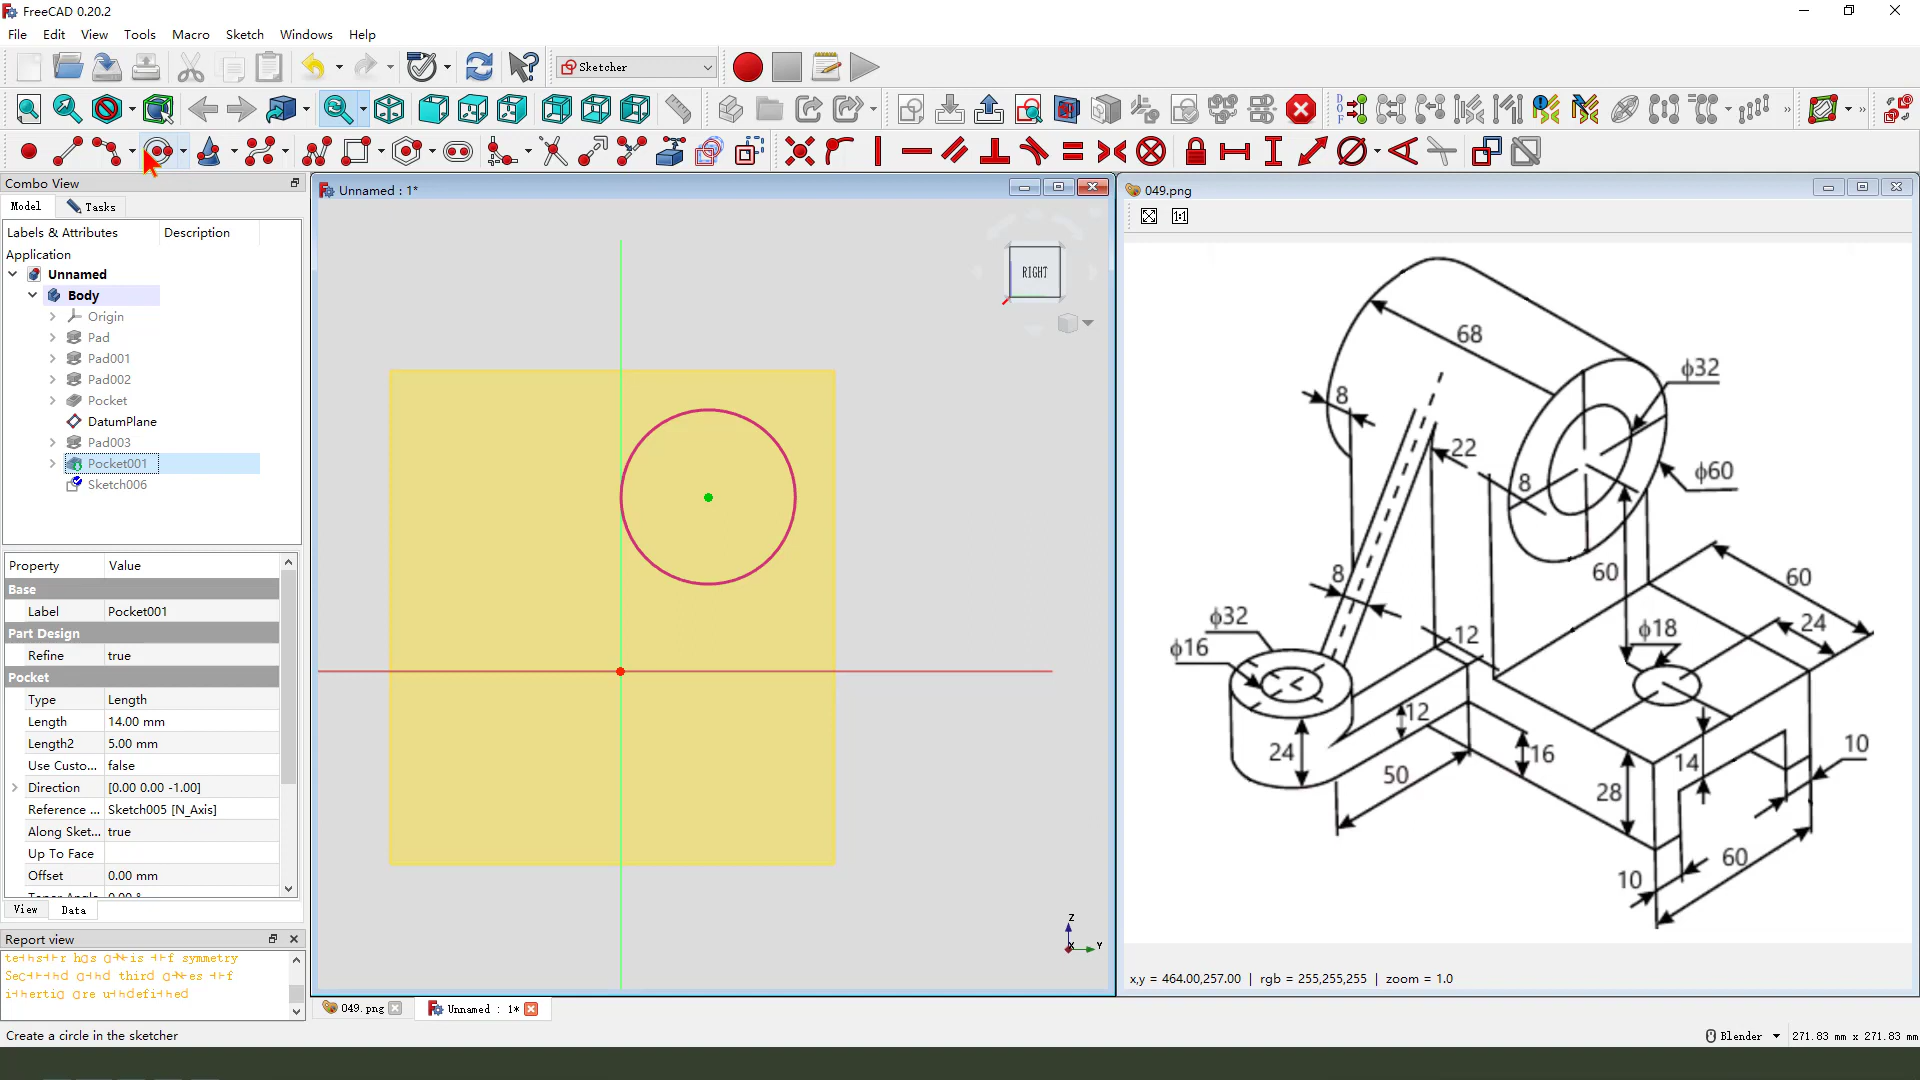 FreeCAD 0.20.2
File Edit View Tools Macro Sketch Windows Help
Sketcher
Combo View
Model Tasks
Labels & Attributes Description
Application
Unnamed
Body
Origin
Pad
Pad001
Pad002
Pocket
DatumPlane
Pad003
Pocket001
Sketch006
Property Value
Base
Label Pocket001
Part Design
Refine true
Pocket
Type Length
Length 14.00 mm
Length2 5.00 mm
Use Custo... false
Direction [0.00 0.00 -1.00]
Reference ... Sketch005 [N_Axis]
Along Sket... true
Up To Face
Offset 0.00 mm
View Data
Report view
Create a circle in the sketcher
Unnamed : 1*
RIGHT
Z
X Y
049.png Unnamed : 1*
049.png
1:1
68
ϕ32
8
22
ϕ60
8
60
8
60
ϕ32
ϕ16
12
ϕ18
24
12
24
16
50
14
10
28
60
10
x,y = 464.00,257.00 | rgb = 255,255,255 | zoom = 1.0
Blender 271.83 mm x 271.83 mm